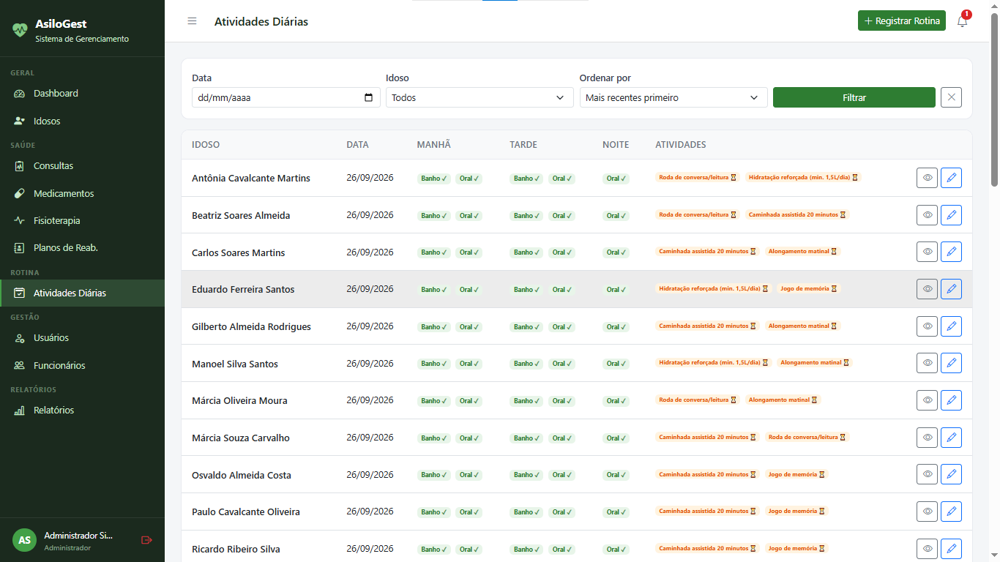 AsiloGest
Sistema de Gerenciamento
GERAL
Dashboard
Idosos
SAÚDE
Consultas
Medicamentos
Fisioterapia
Planos de Reab.
ROTINA
Atividades Diárias
GESTÃO
Usuários
Funcionários
RELATÓRIOS
Relatórios
AS
Administrador Si...
Administrador
Atividades Diárias
+ Registrar Rotina
1
Data Idoso Ordenar por
dd/mm/aaaa Todos Mais recentes primeiro Filtrar
IDOSO DATA MANHÃ TARDE NOITE ATIVIDADES
Antônia Cavalcante Martins 26/09/2026 Banho ✓ Oral ✓ Banho ✓ Oral ✓ Oral ✓ Roda de conversa/leitura ⏳ Hidratação reforçada (min. 1,5L/dia) ⏳
Beatriz Soares Almeida 26/09/2026 Banho ✓ Oral ✓ Banho ✓ Oral ✓ Oral ✓ Roda de conversa/leitura ⏳ Caminhada assistida 20 minutos ⏳
Carlos Soares Martins 26/09/2026 Banho ✓ Oral ✓ Banho ✓ Oral ✓ Oral ✓ Caminhada assistida 20 minutos ⏳ Alongamento matinal ⏳
Eduardo Ferreira Santos 26/09/2026 Banho ✓ Oral ✓ Banho ✓ Oral ✓ Oral ✓ Hidratação reforçada (min. 1,5L/dia) ⏳ Jogo de memória ⏳
Gilberto Almeida Rodrigues 26/09/2026 Banho ✓ Oral ✓ Banho ✓ Oral ✓ Oral ✓ Caminhada assistida 20 minutos ⏳ Alongamento matinal ⏳
Manoel Silva Santos 26/09/2026 Banho ✓ Oral ✓ Banho ✓ Oral ✓ Oral ✓ Hidratação reforçada (min. 1,5L/dia) ⏳ Alongamento matinal ⏳
Márcia Oliveira Moura 26/09/2026 Banho ✓ Oral ✓ Banho ✓ Oral ✓ Oral ✓ Roda de conversa/leitura ⏳ Alongamento matinal ⏳
Márcia Souza Carvalho 26/09/2026 Banho ✓ Oral ✓ Banho ✓ Oral ✓ Oral ✓ Caminhada assistida 20 minutos ⏳ Roda de conversa/leitura ⏳
Osvaldo Almeida Costa 26/09/2026 Banho ✓ Oral ✓ Banho ✓ Oral ✓ Oral ✓ Caminhada assistida 20 minutos ⏳ Jogo de memória ⏳
Paulo Cavalcante Oliveira 26/09/2026 Banho ✓ Oral ✓ Banho ✓ Oral ✓ Oral ✓ Caminhada assistida 20 minutos ⏳ Jogo de memória ⏳
Ricardo Ribeiro Silva 26/09/2026 Banho ✓ Oral ✓ Banho ✓ Oral ✓ Oral ✓ Caminhada assistida 20 minutos ⏳ Jogo de memória ⏳